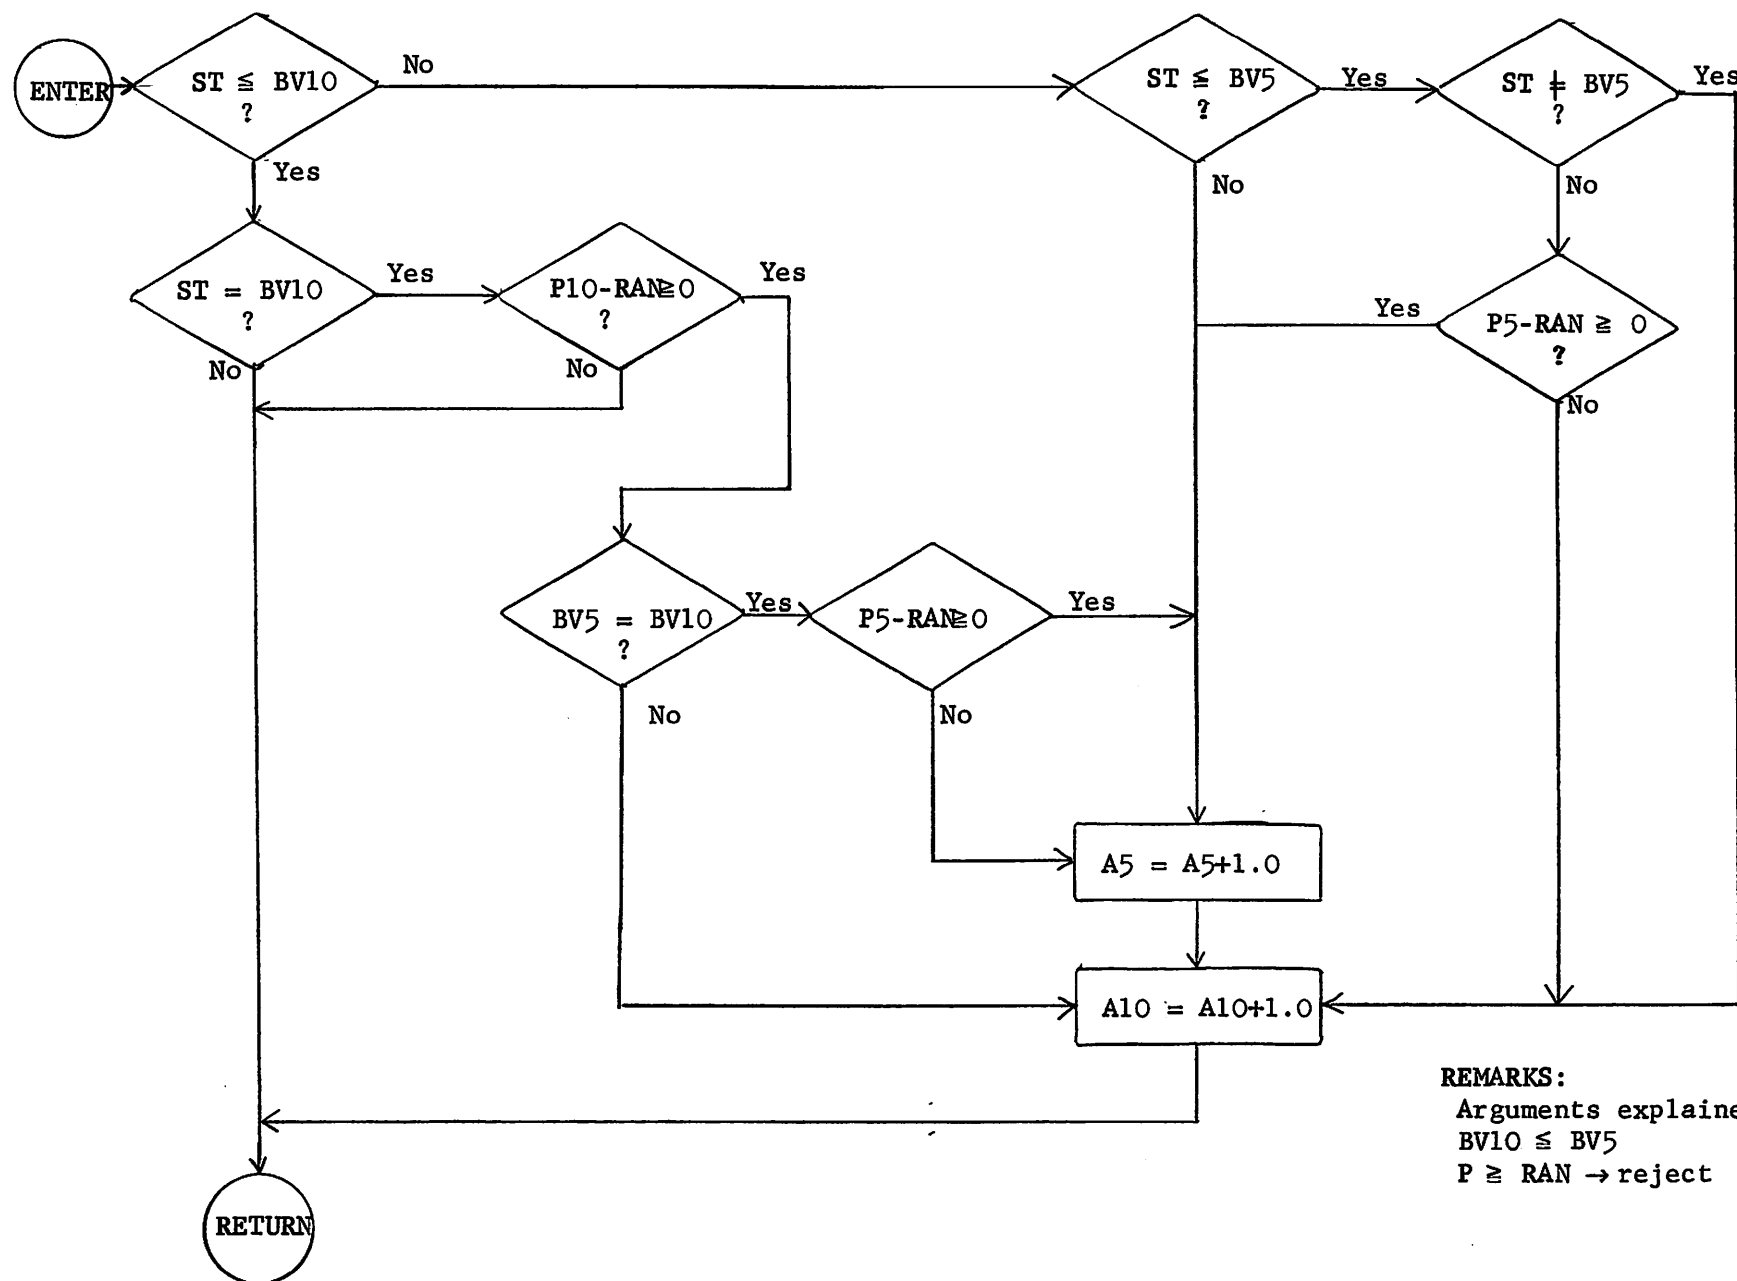 ENTER
ST ≦ BV10
?
No
Yes
ST ≦ BV5
?
Yes
No
ST ≠ BV5
?
Yes
No
ST = BV10
?
Yes
No
P10-RAN≧0
?
Yes
No
P5-RAN ≧ 0
?
Yes
No
BV5 = BV10
?
Yes
No
P5-RAN≧0
Yes
No
A5 = A5+1.0
A10 = A10+1.0
REMARKS:
Arguments explaine
BV10 ≦ BV5
P ≧ RAN → reject
RETURN